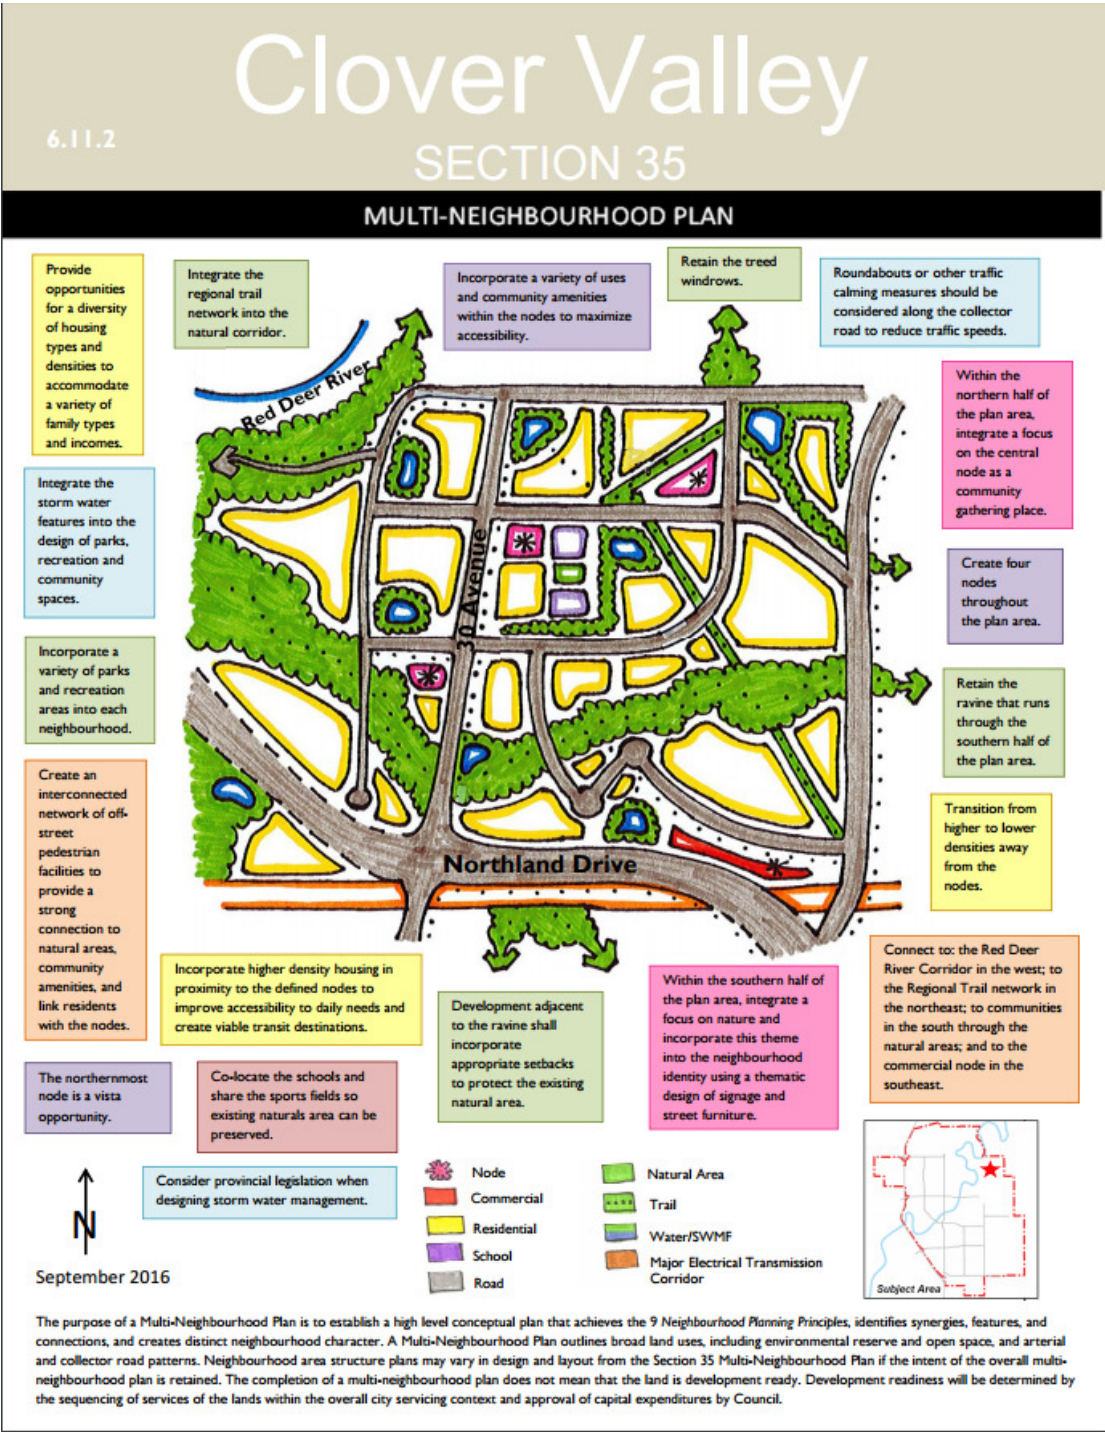 Clover Valley
6.11.2
SECTION 35
MULTI-NEIGHBOURHOOD PLAN
Provide
opportunities
for a diversity
of housing
types and
densities to
accommodate
a variety of
family types
and incomes.
Integrate the
regional trail
network into the
natural corridor.
Incorporate a variety of uses
and community amenities
within the nodes to maximize
accessibility.
Retain the treed
windrows.
Roundabouts or other traffic
calming measures should be
considered along the collector
road to reduce traffic speeds.
Within the
northern half of
the plan area,
integrate a focus
on the central
node as a
community
gathering place.
Integrate the
storm water
features into the
design of parks,
recreation and
community
spaces.
Create four
nodes
throughout
the plan area.
Incorporate a
variety of parks
and recreation
areas into each
neighbourhood.
Retain the
ravine that runs
through the
southern half of
the plan area.
Create an
interconnected
network of off-
street
pedestrian
facilities to
provide a
strong
connection to
natural areas,
community
amenities, and
link residents
with the nodes.
Transition from
higher to lower
densities away
from the
nodes.
Red Deer River
30 Avenue
Northland Drive
Incorporate higher density housing in
proximity to the defined nodes to
improve accessibility to daily needs and
create viable transit destinations.
Development adjacent
to the ravine shall
incorporate
appropriate setbacks
to protect the existing
natural area.
Within the southern half of
the plan area, integrate a
focus on nature and
incorporate this theme
into the neighbourhood
identity using a thematic
design of signage and
street furniture.
Connect to: the Red Deer
River Corridor in the west; to
the Regional Trail network in
the northeast; to communities
in the south through the
natural areas; and to the
commercial node in the
southeast.
The northernmost
node is a vista
opportunity.
Co-locate the schools and
share the sports fields so
existing naturals area can be
preserved.
Consider provincial legislation when
designing storm water management.
N
September 2016
Node
Commercial
Residential
School
Road
Natural Area
Trail
Water/SWMF
Major Electrical Transmission
Corridor
Subject Area
The purpose of a Multi-Neighbourhood Plan is to establish a high level conceptual plan that achieves the 9 Neighbourhood Planning Principles, identifies synergies, features, and
connections, and creates distinct neighbourhood character. A Multi-Neighbourhood Plan outlines broad land uses, including environmental reserve and open space, and arterial
and collector road patterns. Neighbourhood area structure plans may vary in design and layout from the Section 35 Multi-Neighbourhood Plan if the intent of the overall multi-
neighbourhood plan is retained. The completion of a multi-neighbourhood plan does not mean that the land is development ready. Development readiness will be determined by
the sequencing of services of the lands within the overall city servicing context and approval of capital expenditures by Council.